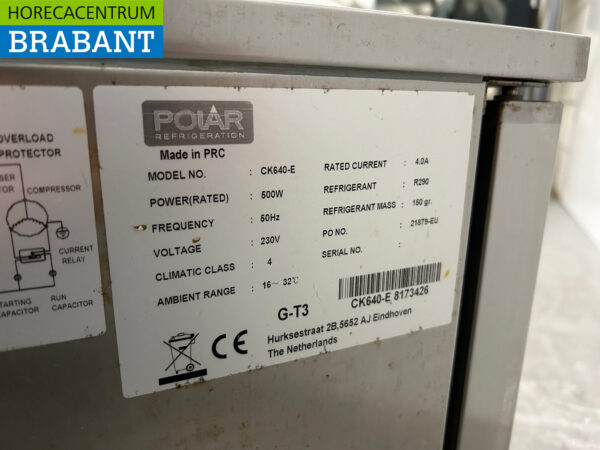 HORECACENTRUM
BRABANT
OVERLOAD
PROTECTOR
COMPRESSOR
CURRENT
RELAY
STARTING
CAPACITOR
RUN
CAPACITOR
POLAR
REFRIGERATION
Made in PRC
MODEL NO. : CK640-E
POWER(RATED) : 500W
FREQUENCY : 50Hz
VOLTAGE : 230V
CLIMATIC CLASS : 4
AMBIENT RANGE : 16~ 32℃
RATED CURRENT : 4.0A
REFRIGERANT : R290
REFRIGERANT MASS : 150 gr.
PO NO. : 21879-EU
SERIAL NO. :
CK640-E 8173426
G-T3
CE
Hurksestraat 2B,5652 AJ Eindhoven
The Netherlands